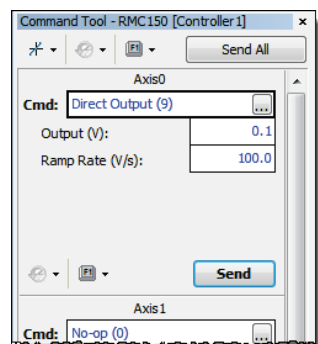 Command Tool - RMC150 [Controller1] x
Send All
Axis0
Cmd: Direct Output (9) ...
Output (V): 0.1
Ramp Rate (V/s): 100.0
F1
Send
Axis1
Cmd: No-op (0) ...